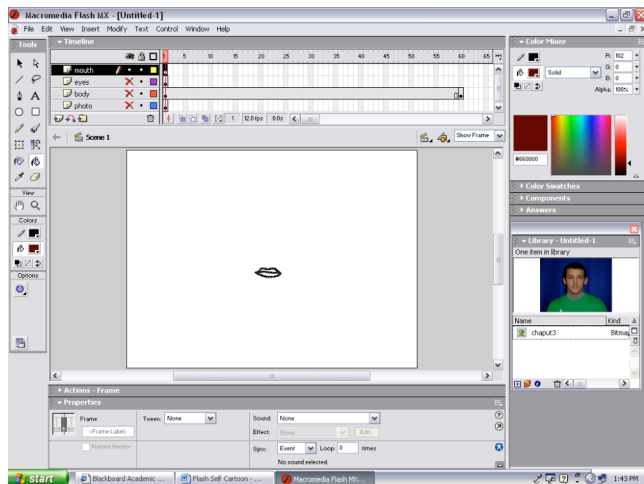 Macromedia Flash MX - [Untitled-1]
File Edit View Insert Modify Text Control Window Help
Tools
Timeline
1 5 10 15 20 25 30 35 40 45 50 55 60 65
mouth
eyes
body
photo
1 12.0 fps 0.0s
Scene 1
Show Frame
View
Colors
Options
Color Mixer
R: 102
Solid
G: 0
B: 0
Alpha: 100%
#660000
Color Swatches
Components
Answers
Library - Untitled-1
One item in library
Name Kind
chaput3 Bitmap
Actions - Frame
Properties
Frame
Tween: None
Sound: None
<Frame Label>
Effect: None
Edit...
Named Anchor
Sync: Event
Loop: 0 times
No sound selected.
start
Blackboard Academic ...
Flash Self Cartoon - ...
Macromedia Flash MX...
1:43 PM